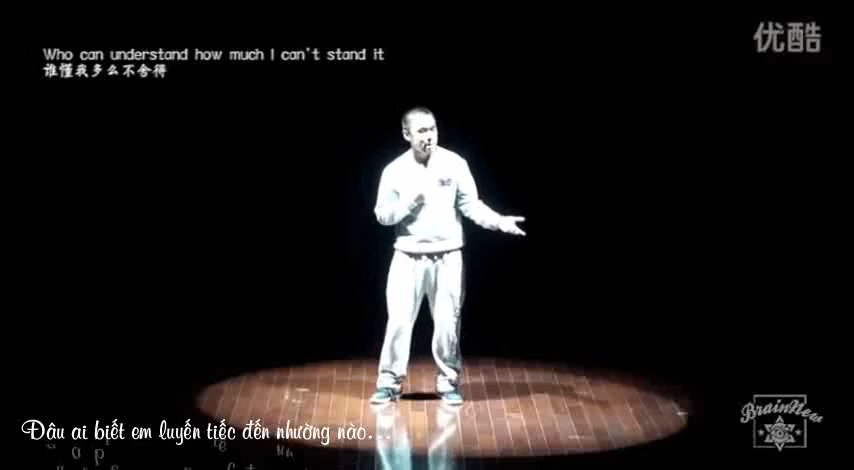 优酷
Who can understand how much I can't stand it
谁懂我多么不舍得
Đâu ai biết em luyến tiếc đến nhường nào...
BrainNew